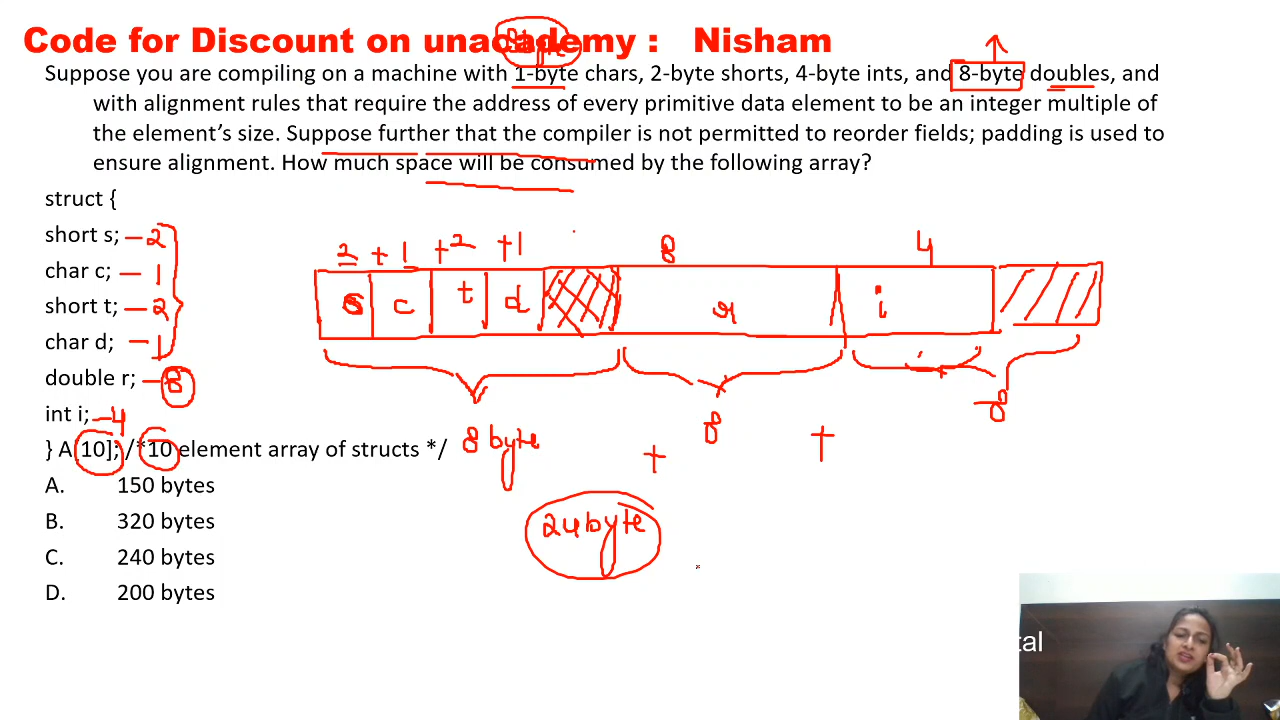 Code for Discount on unacademy : Nisham
Suppose you are compiling on a machine with 1-byte chars, 2-byte shorts, 4-byte ints, and 8-byte doubles, and
with alignment rules that require the address of every primitive data element to be an integer multiple of
the element’s size. Suppose further that the compiler is not permitted to reorder fields; padding is used to
ensure alignment. How much space will be consumed by the following array?
struct {
short s; – 2
char c; – 1
short t; – 2
char d; – 1
double r; – 8
int i; – 4
} A[10]; /*10 element array of structs */
A. 150 bytes
B. 320 bytes
C. 240 bytes
D. 200 bytes
2 + 1 + 2 + 1 8 4
s c t d r i
8 byte + 8 + 8
24 byte
tal